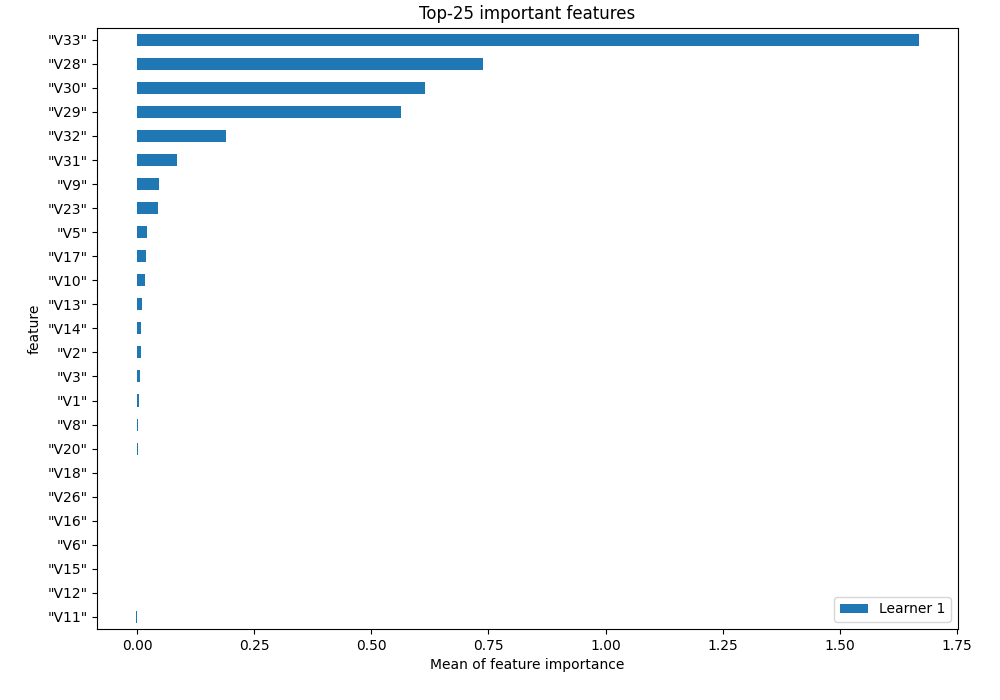 Top-25 important features
"V33"
"V28"
"V30"
"V29"
"V32"
"V31"
"V9"
"V23"
"V5"
"V17"
"V10"
"V13"
"V14"
"V2"
"V3"
"V1"
"V8"
"V20"
"V18"
"V26"
"V16"
"V6"
"V15"
"V12"
"V11"
feature
Learner 1
0.00 0.25 0.50 0.75 1.00 1.25 1.50 1.75
Mean of feature importance